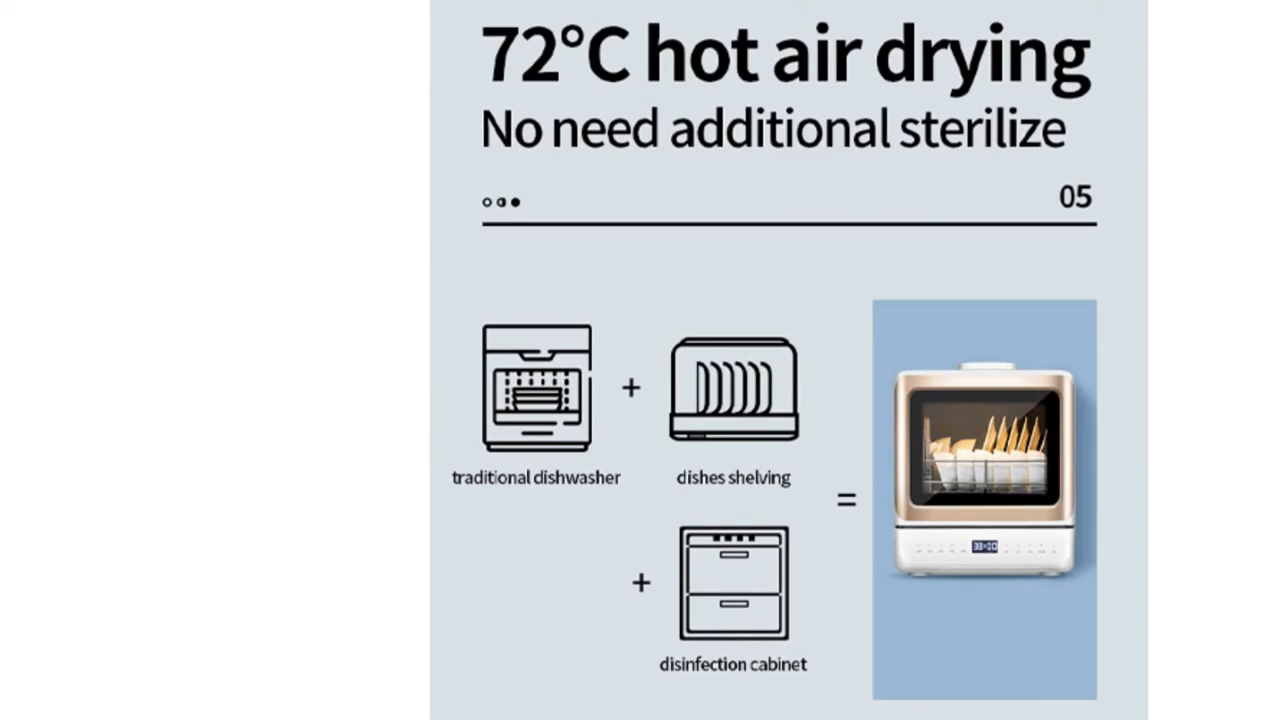 72°C hot air drying
No need additional sterilize
05
+
traditional dishwasher
dishes shelving
=
+
disinfection cabinet